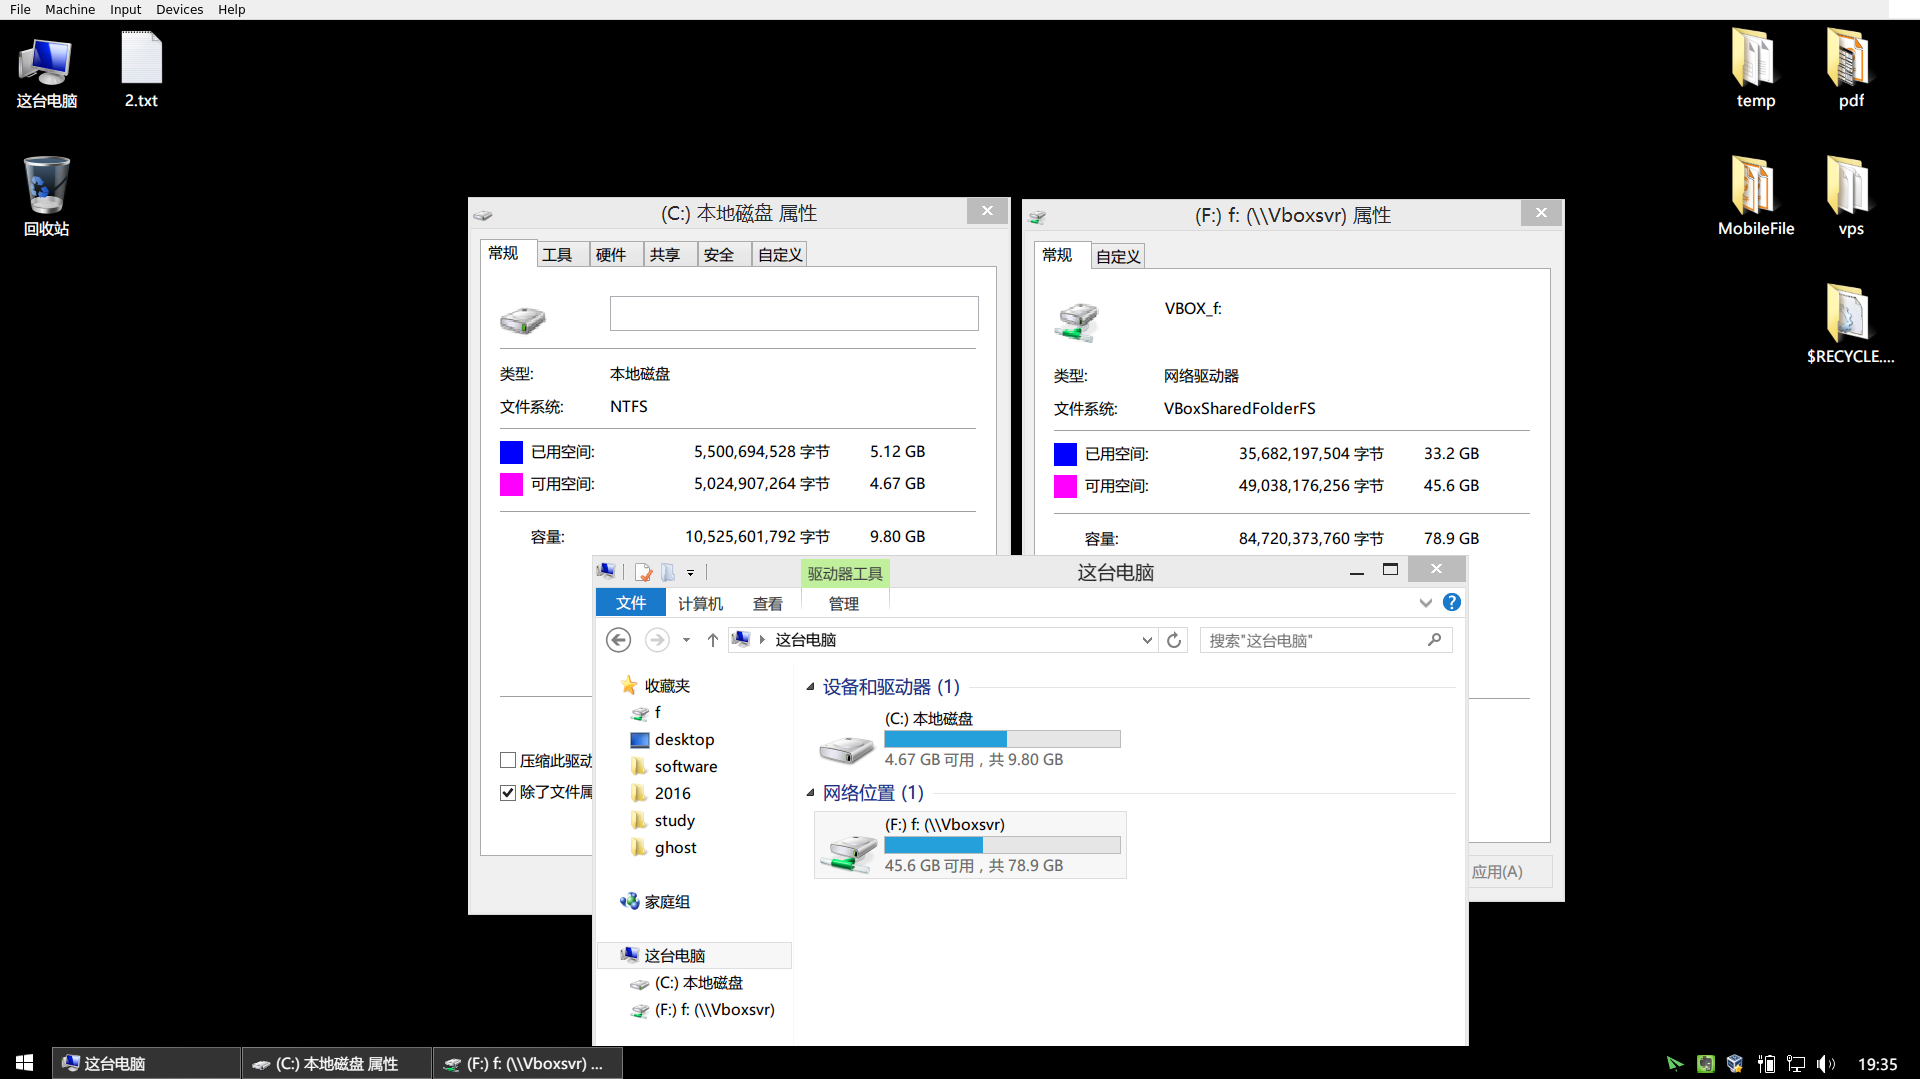 File Machine Input Devices Help
这台电脑
2.txt
回收站
temp
pdf
MobileFile
vps
$RECYCLE....
(C:) 本地磁盘 属性
常规 工具 硬件 共享 安全 自定义
类型: 本地磁盘
文件系统: NTFS
已用空间: 5,500,694,528 字节 5.12 GB
可用空间: 5,024,907,264 字节 4.67 GB
容量: 10,525,601,792 字节 9.80 GB
压缩此驱动
除了文件属
(F:) f: (\\Vboxsvr) 属性
常规 自定义
VBOX_f:
类型: 网络驱动器
文件系统: VBoxSharedFolderFS
已用空间: 35,682,197,504 字节 33.2 GB
可用空间: 49,038,176,256 字节 45.6 GB
容量: 84,720,373,760 字节 78.9 GB
应用(A)
驱动器工具 这台电脑
文件 计算机 查看 管理
这台电脑
搜索"这台电脑"
收藏夹
f
desktop
software
2016
study
ghost
家庭组
这台电脑
(C:) 本地磁盘
(F:) f: (\\Vboxsvr)
设备和驱动器 (1)
(C:) 本地磁盘
4.67 GB 可用，共 9.80 GB
网络位置 (1)
(F:) f: (\\Vboxsvr)
45.6 GB 可用，共 78.9 GB
这台电脑
(C:) 本地磁盘 属性
(F:) f: (\\Vboxsvr) ...
19:35